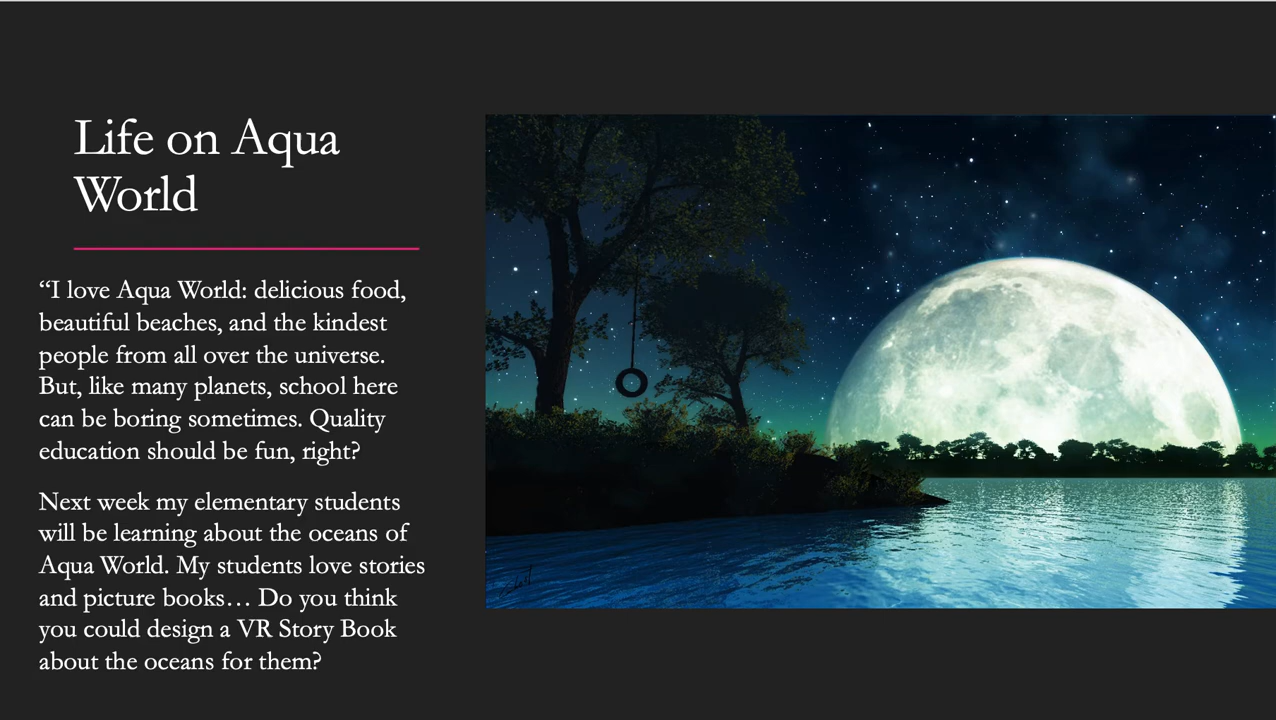 Life on Aqua
World
“I love Aqua World: delicious food,
beautiful beaches, and the kindest
people from all over the universe.
But, like many planets, school here
can be boring sometimes. Quality
education should be fun, right?
Next week my elementary students
will be learning about the oceans of
Aqua World. My students love stories
and picture books… Do you think
you could design a VR Story Book
about the oceans for them?